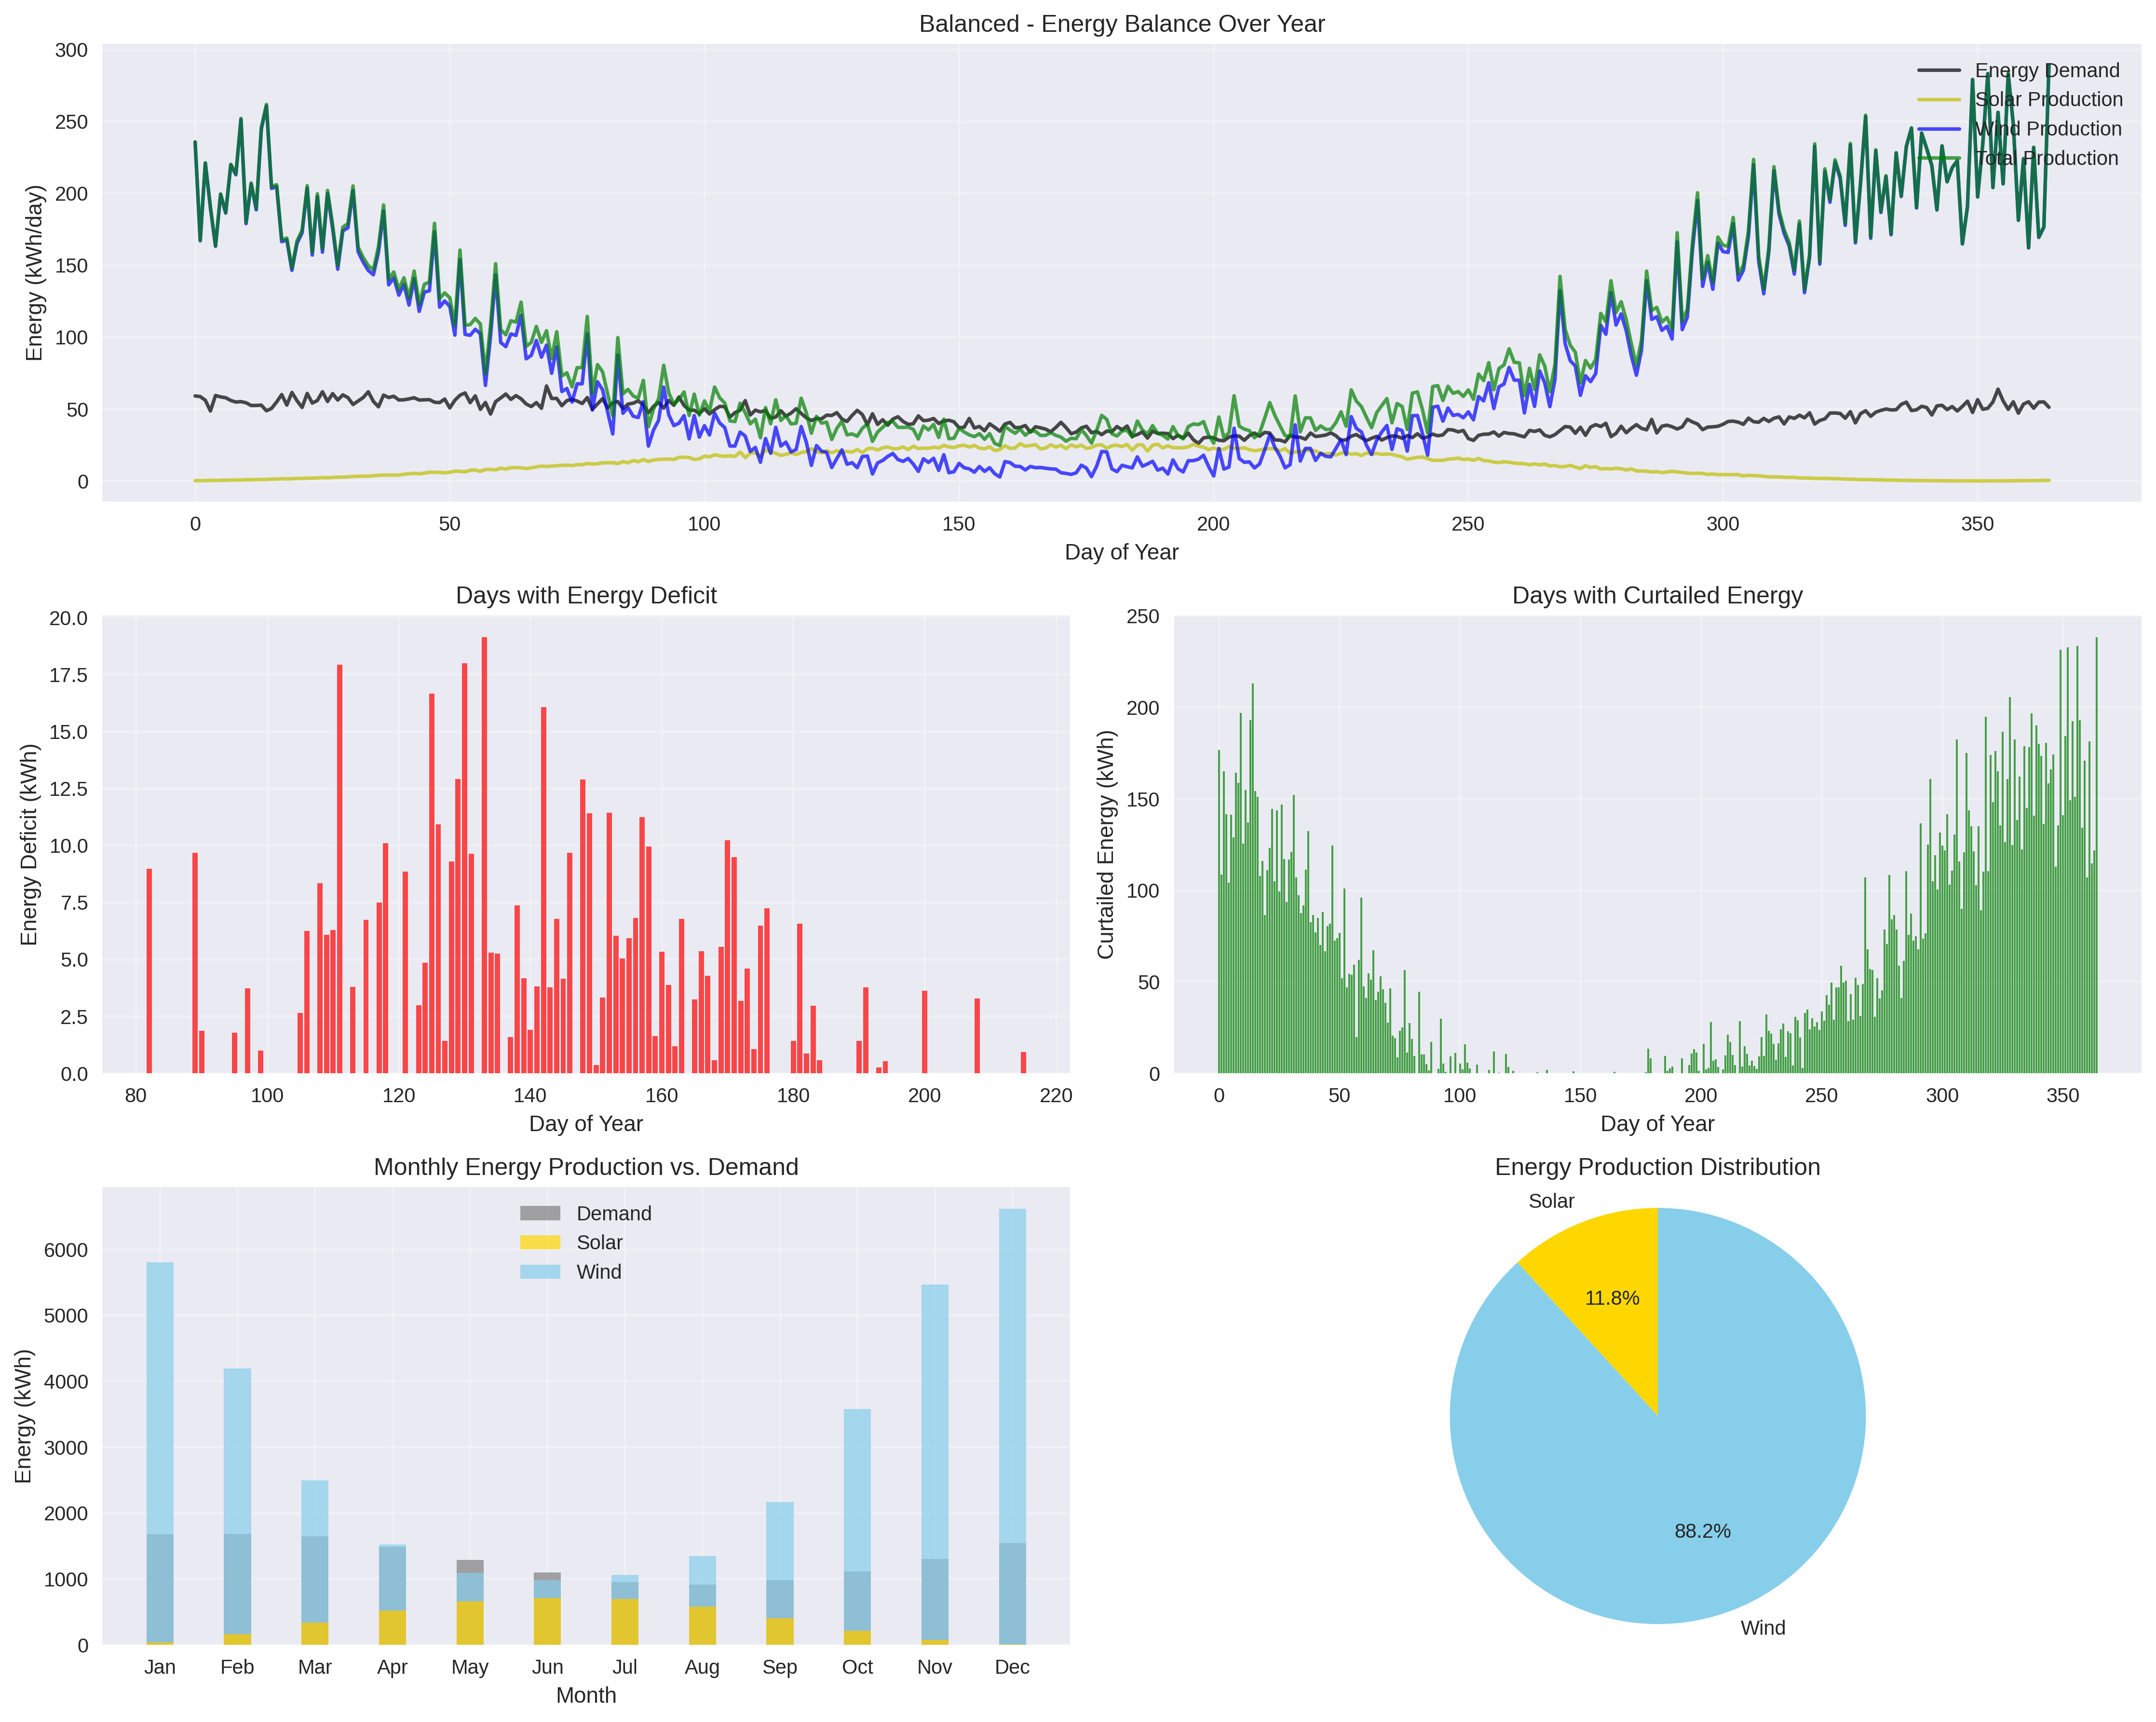 Balanced - Energy Balance Over Year
Energy (kWh/day)
300
250
200
150
100
50
0
Energy Demand
Solar Production
Wind Production
Total Production
0 50 100 150 200 250 300 350
Day of Year
Days with Energy Deficit
Energy Deficit (kWh)
20.0
17.5
15.0
12.5
10.0
7.5
5.0
2.5
0.0
80 100 120 140 160 180 200 220
Day of Year
Days with Curtailed Energy
Curtailed Energy (kWh)
250
200
150
100
50
0
0 50 100 150 200 250 300 350
Day of Year
Monthly Energy Production vs. Demand
Energy (kWh)
6000
5000
4000
3000
2000
1000
0
Demand
Solar
Wind
Jan Feb Mar Apr May Jun Jul Aug Sep Oct Nov Dec
Month
Energy Production Distribution
Solar
11.8%
88.2%
Wind